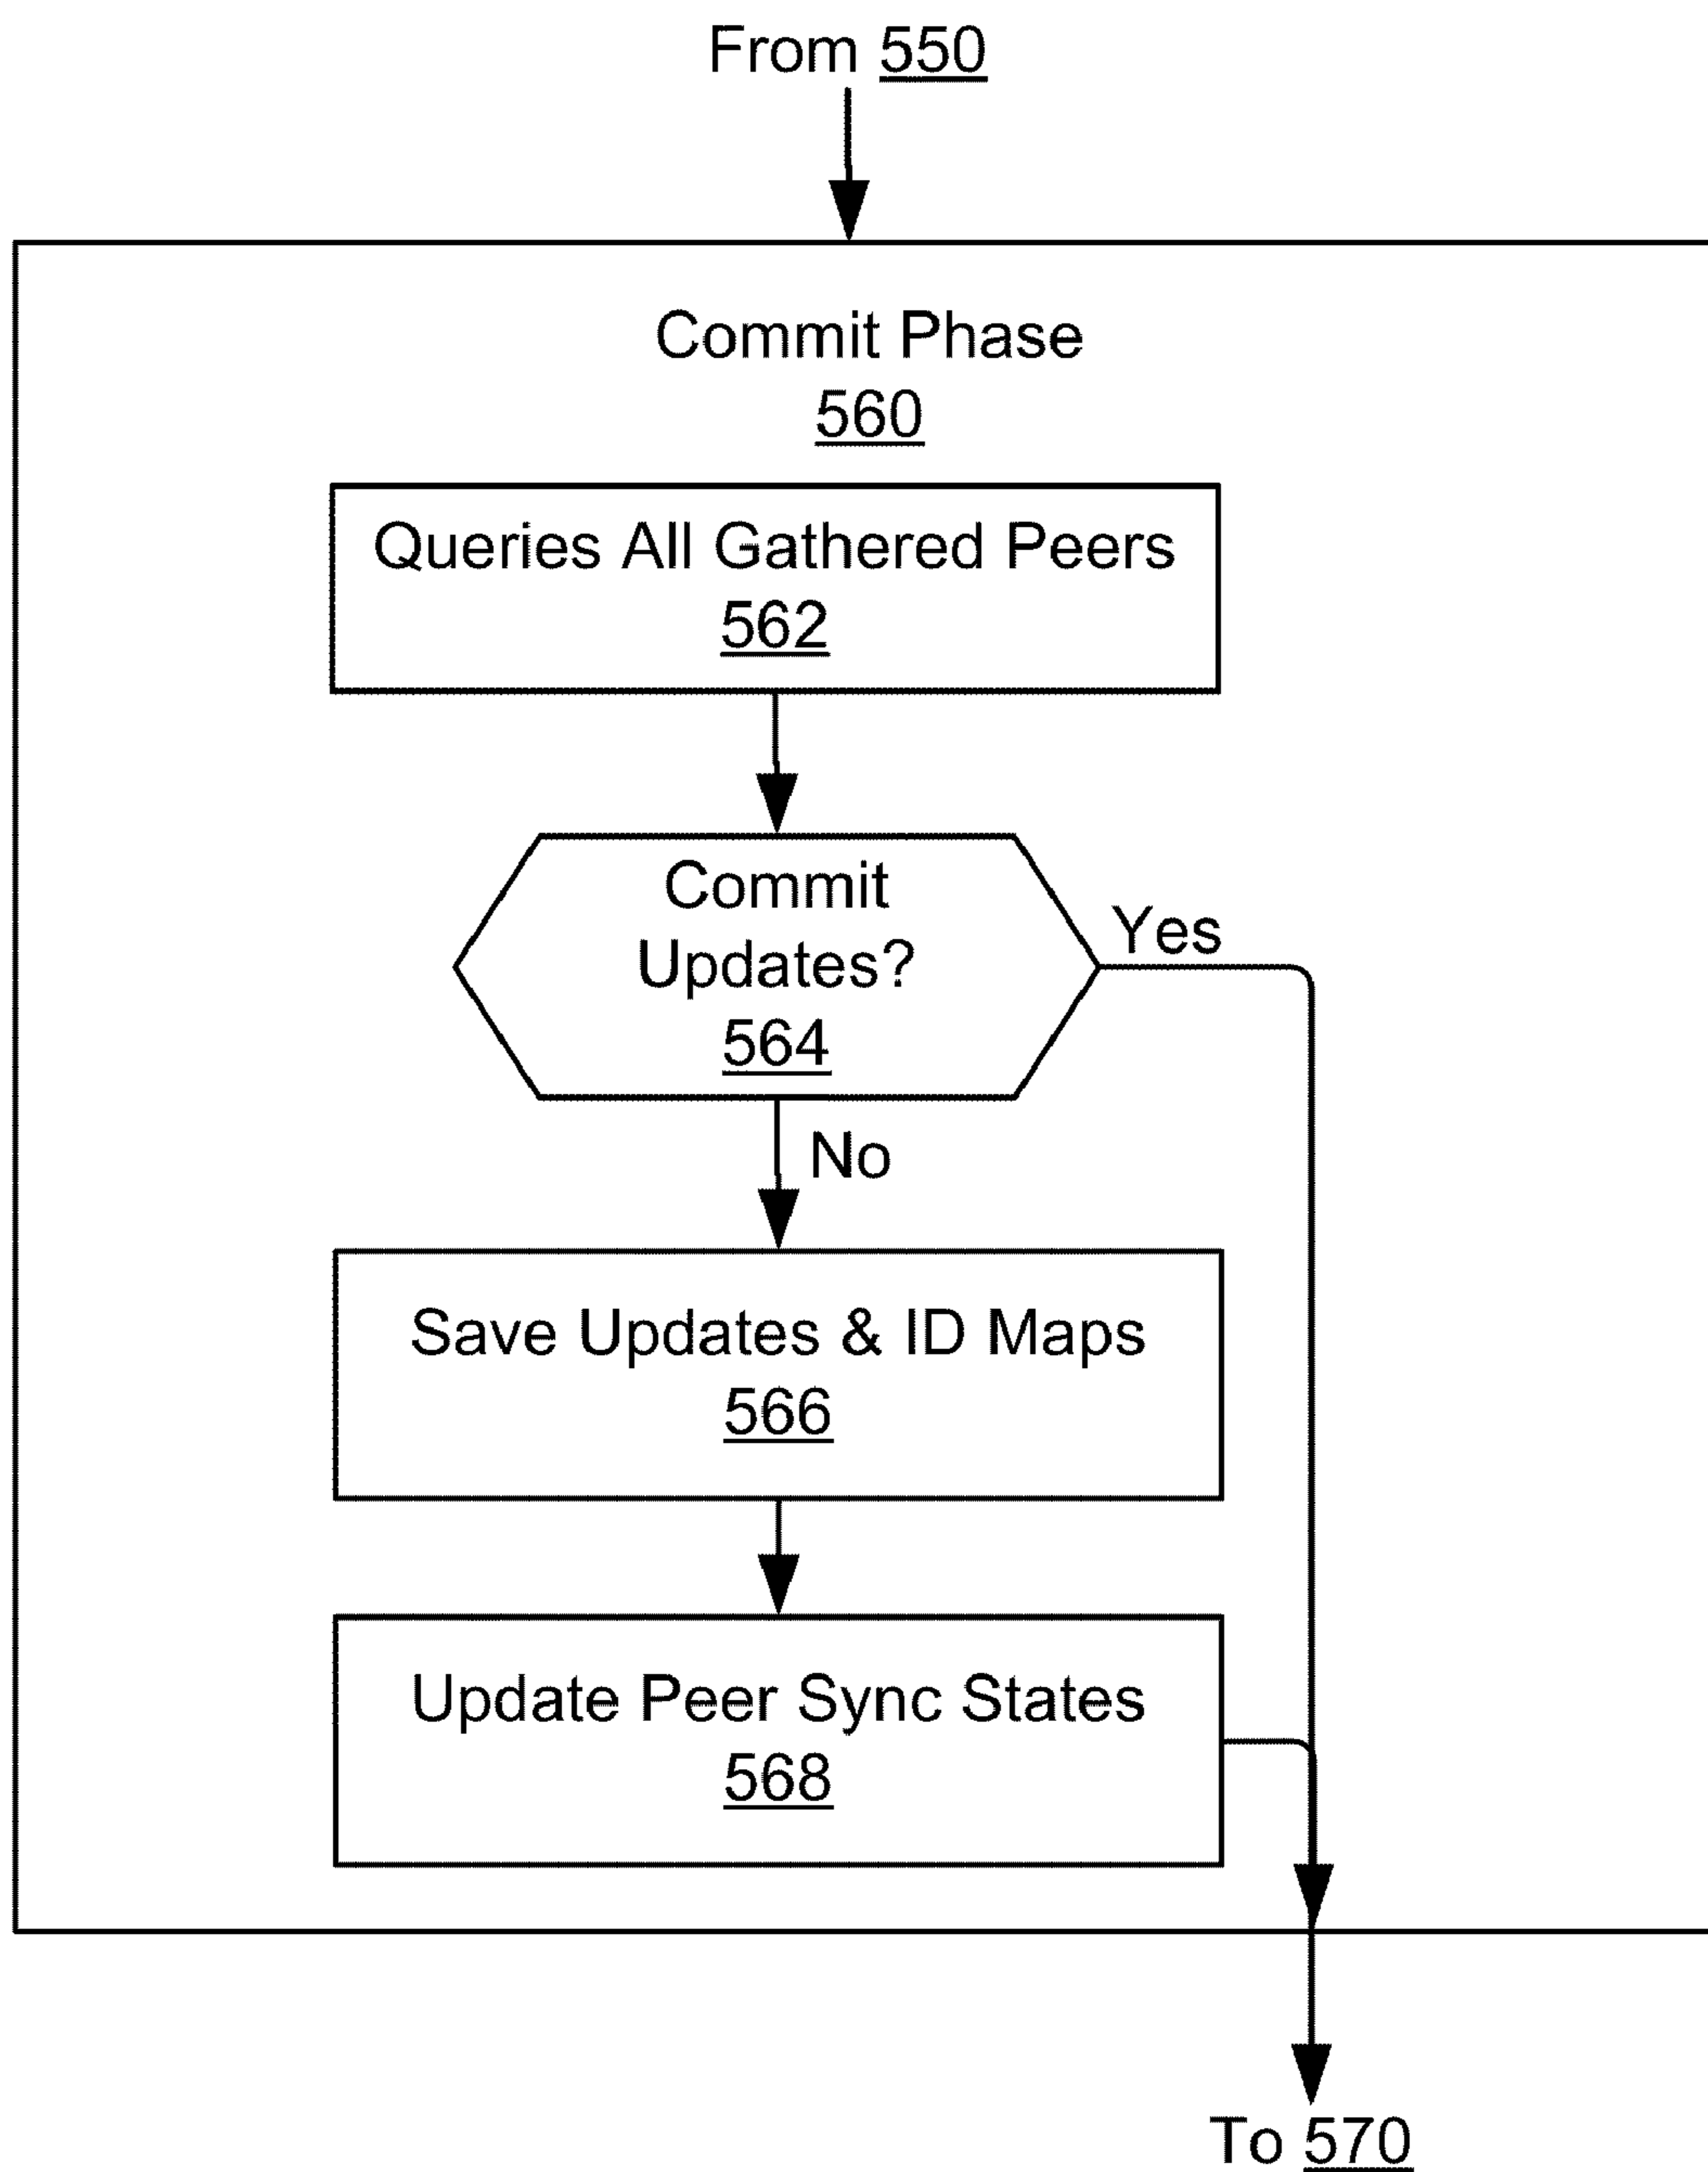 From 550
Commit Phase
560
Queries All Gathered Peers
562
Commit
Updates?
564
Yes
No
Save Updates & ID Maps
566
Update Peer Sync States
568
To 570